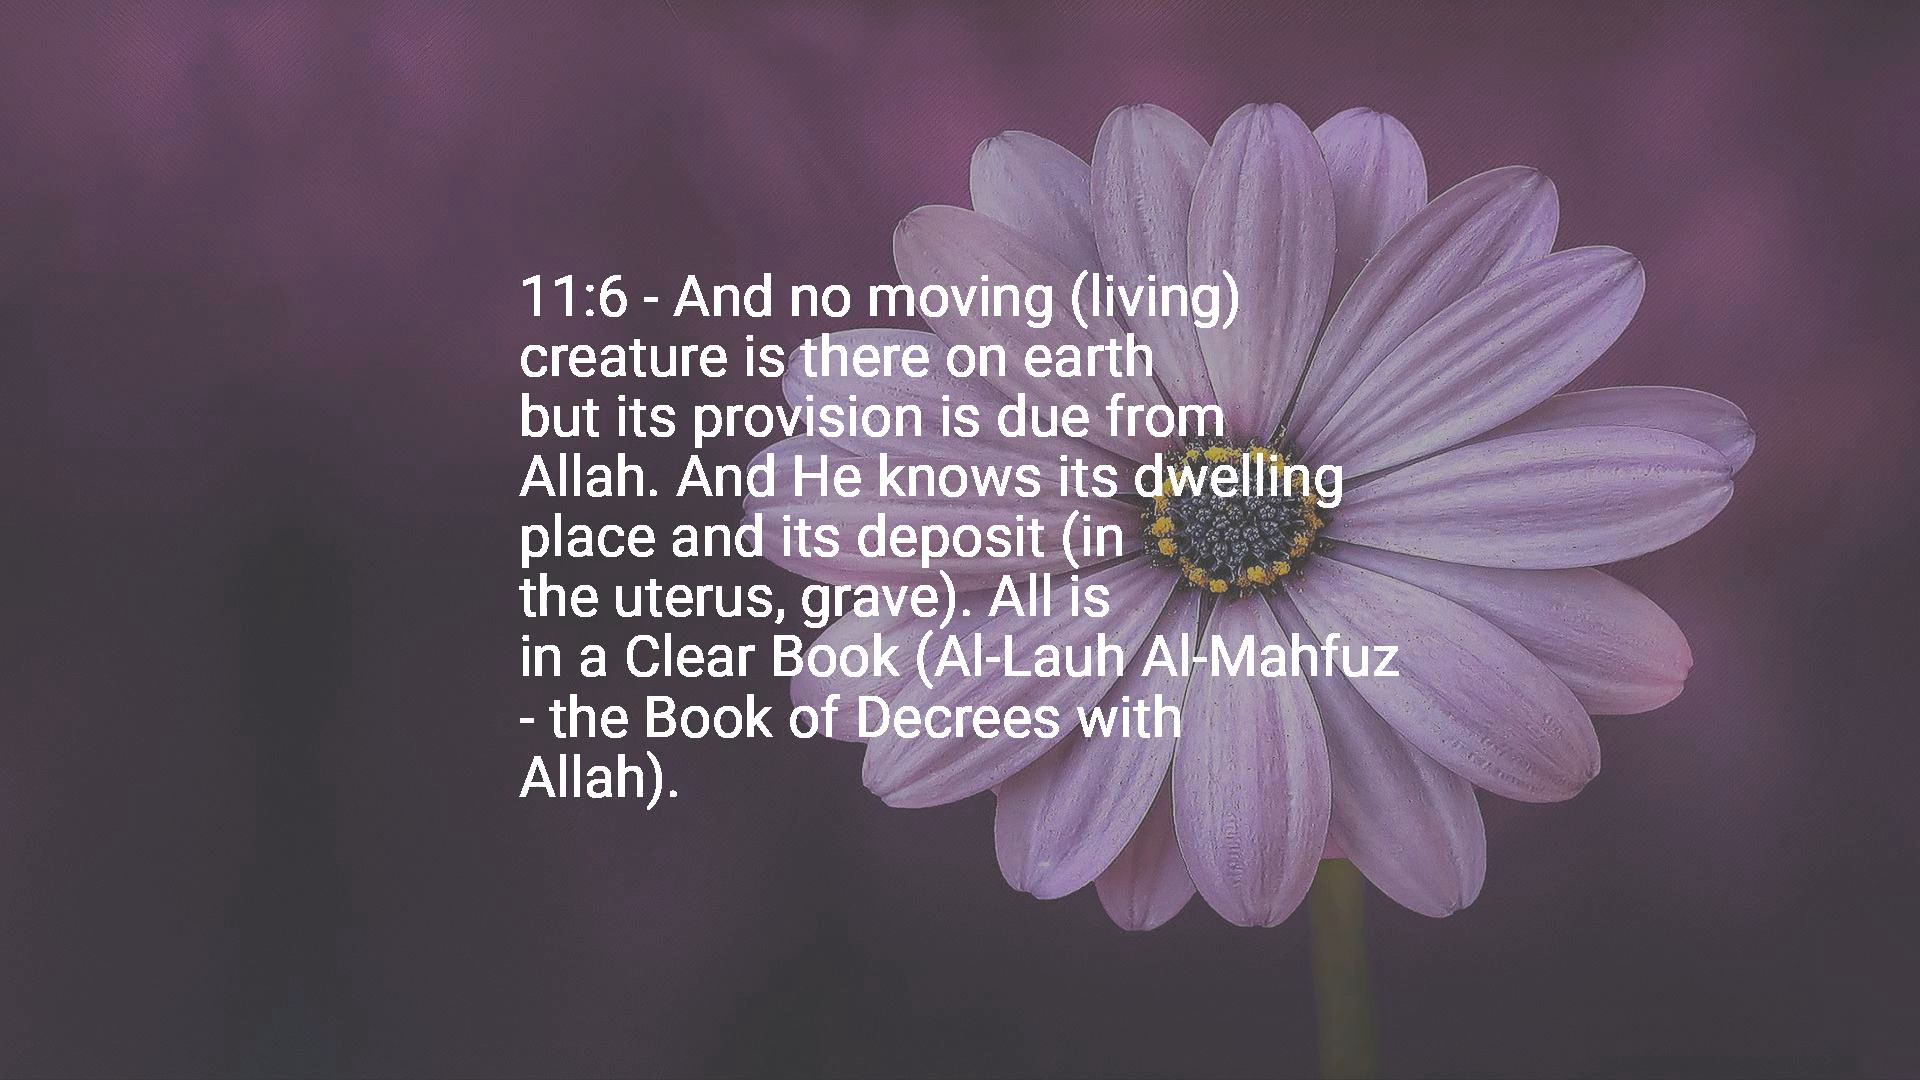 11:6 - And no moving (living)
creature is there on earth
but its provision is due from
Allah. And He knows its dwelling
place and its deposit (in
the uterus, grave). All is
in a Clear Book (Al-Lauh Al-Mahfuz
- the Book of Decrees with
Allah).